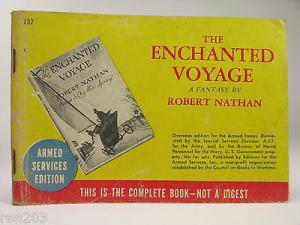 737
THE
ENCHANTED
VOYAGE
A FANTASY BY
ROBERT NATHAN
The
ENCHANTED
VOYAGE
ROBERT NATHAN
Overseas edition for the Armed Forces. Distrib-
uted by the Special Services Division, A.S.F.,
for the Army, and by the Bureau of Naval
Personnel for the Navy. U. S. Government prop-
erty. Not for sale. Published by Editions for the
Armed Services, Inc., a non-profit organization
established by the Council on Books in Wartime.
ARMED
SERVICES
EDITION
THIS IS THE COMPLETE BOOK—NOT A DIGEST
ren203